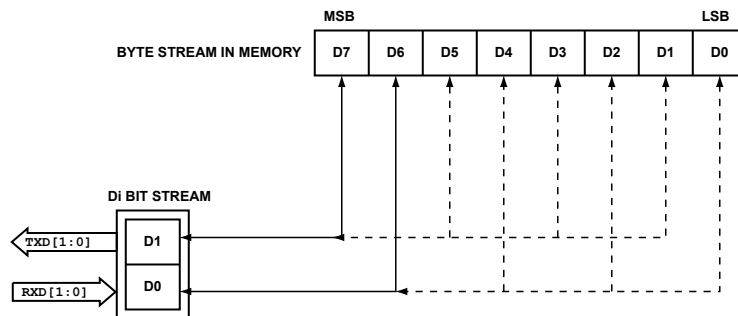 MSB LSB
BYTE STREAM IN MEMORY D7 D6 D5 D4 D3 D2 D1 D0
Di BIT STREAM
TXD[1:0] D1
RXD[1:0] D0